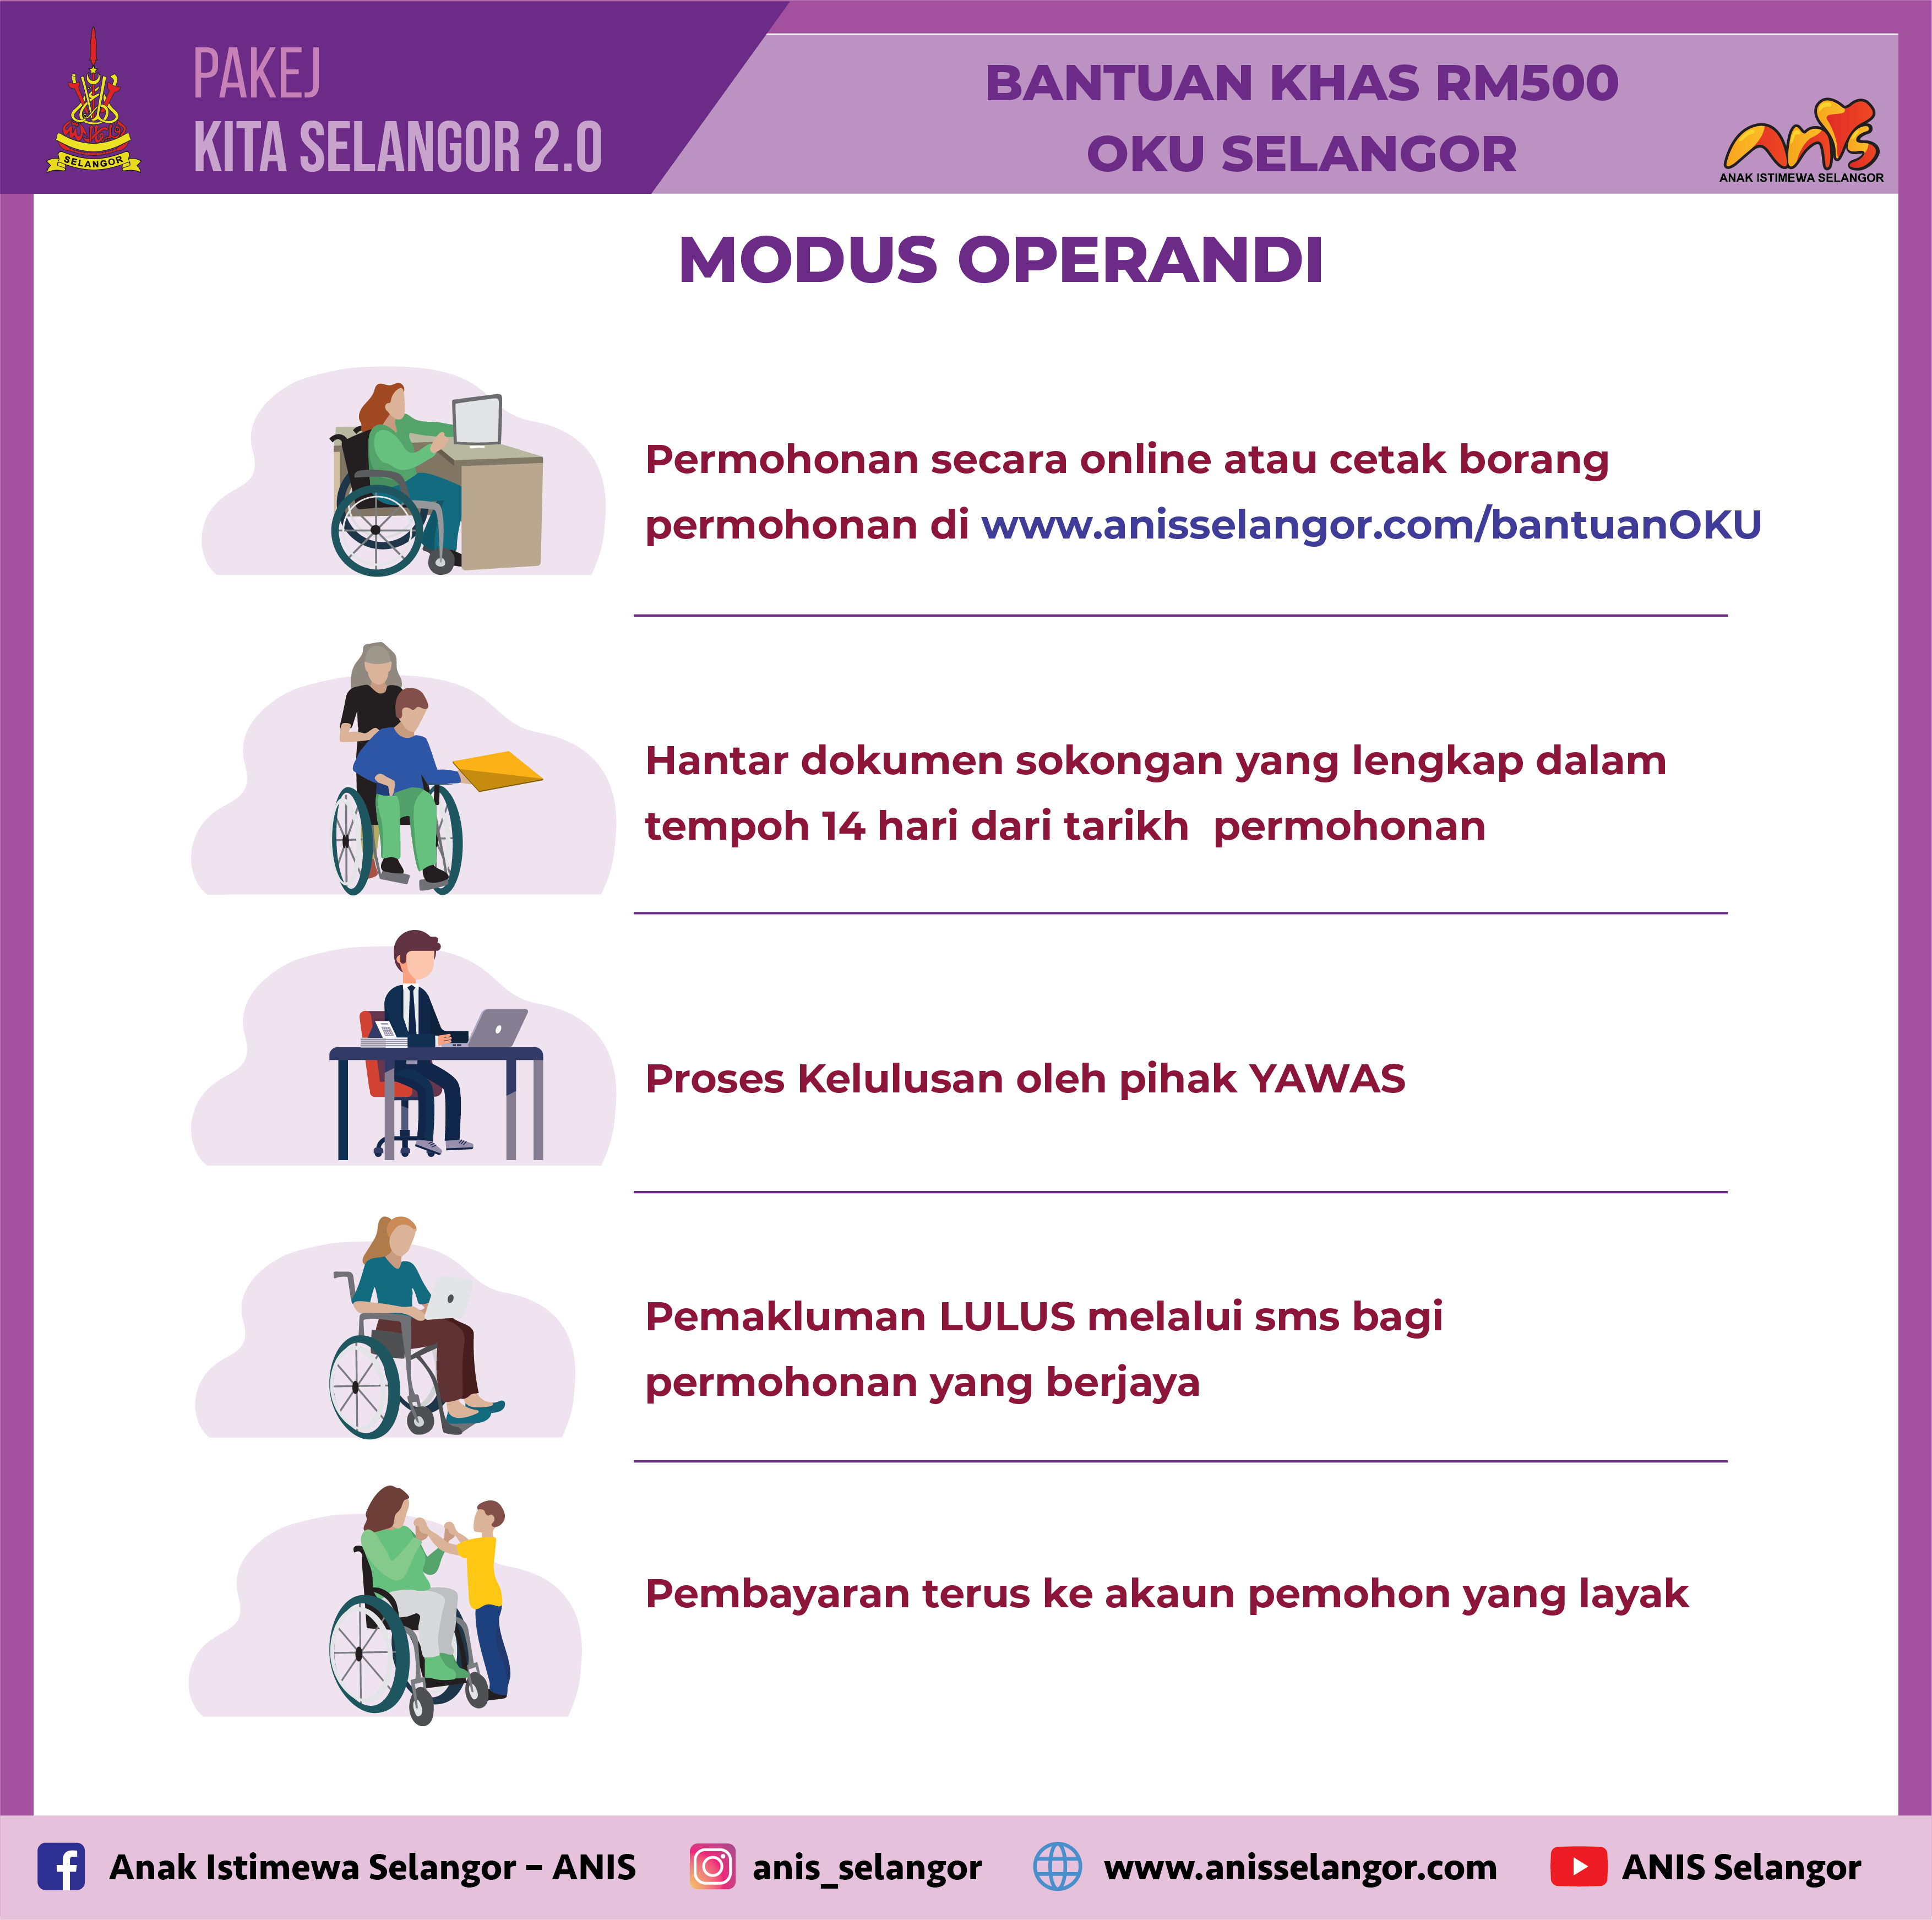 PAKEJ
KITA SELANGOR 2.0
SELANGOR
BANTUAN KHAS RM500
OKU SELANGOR
anis
ANAK ISTIMEWA SELANGOR
MODUS OPERANDI
Permohonan secara online atau cetak borang
permohonan di www.anisselangor.com/bantuanOKU
Hantar dokumen sokongan yang lengkap dalam
tempoh 14 hari dari tarikh permohonan
Proses Kelulusan oleh pihak YAWAS
Pemakluman LULUS melalui sms bagi
permohonan yang berjaya
Pembayaran terus ke akaun pemohon yang layak
Anak Istimewa Selangor – ANIS
anis_selangor
www.anisselangor.com
ANIS Selangor